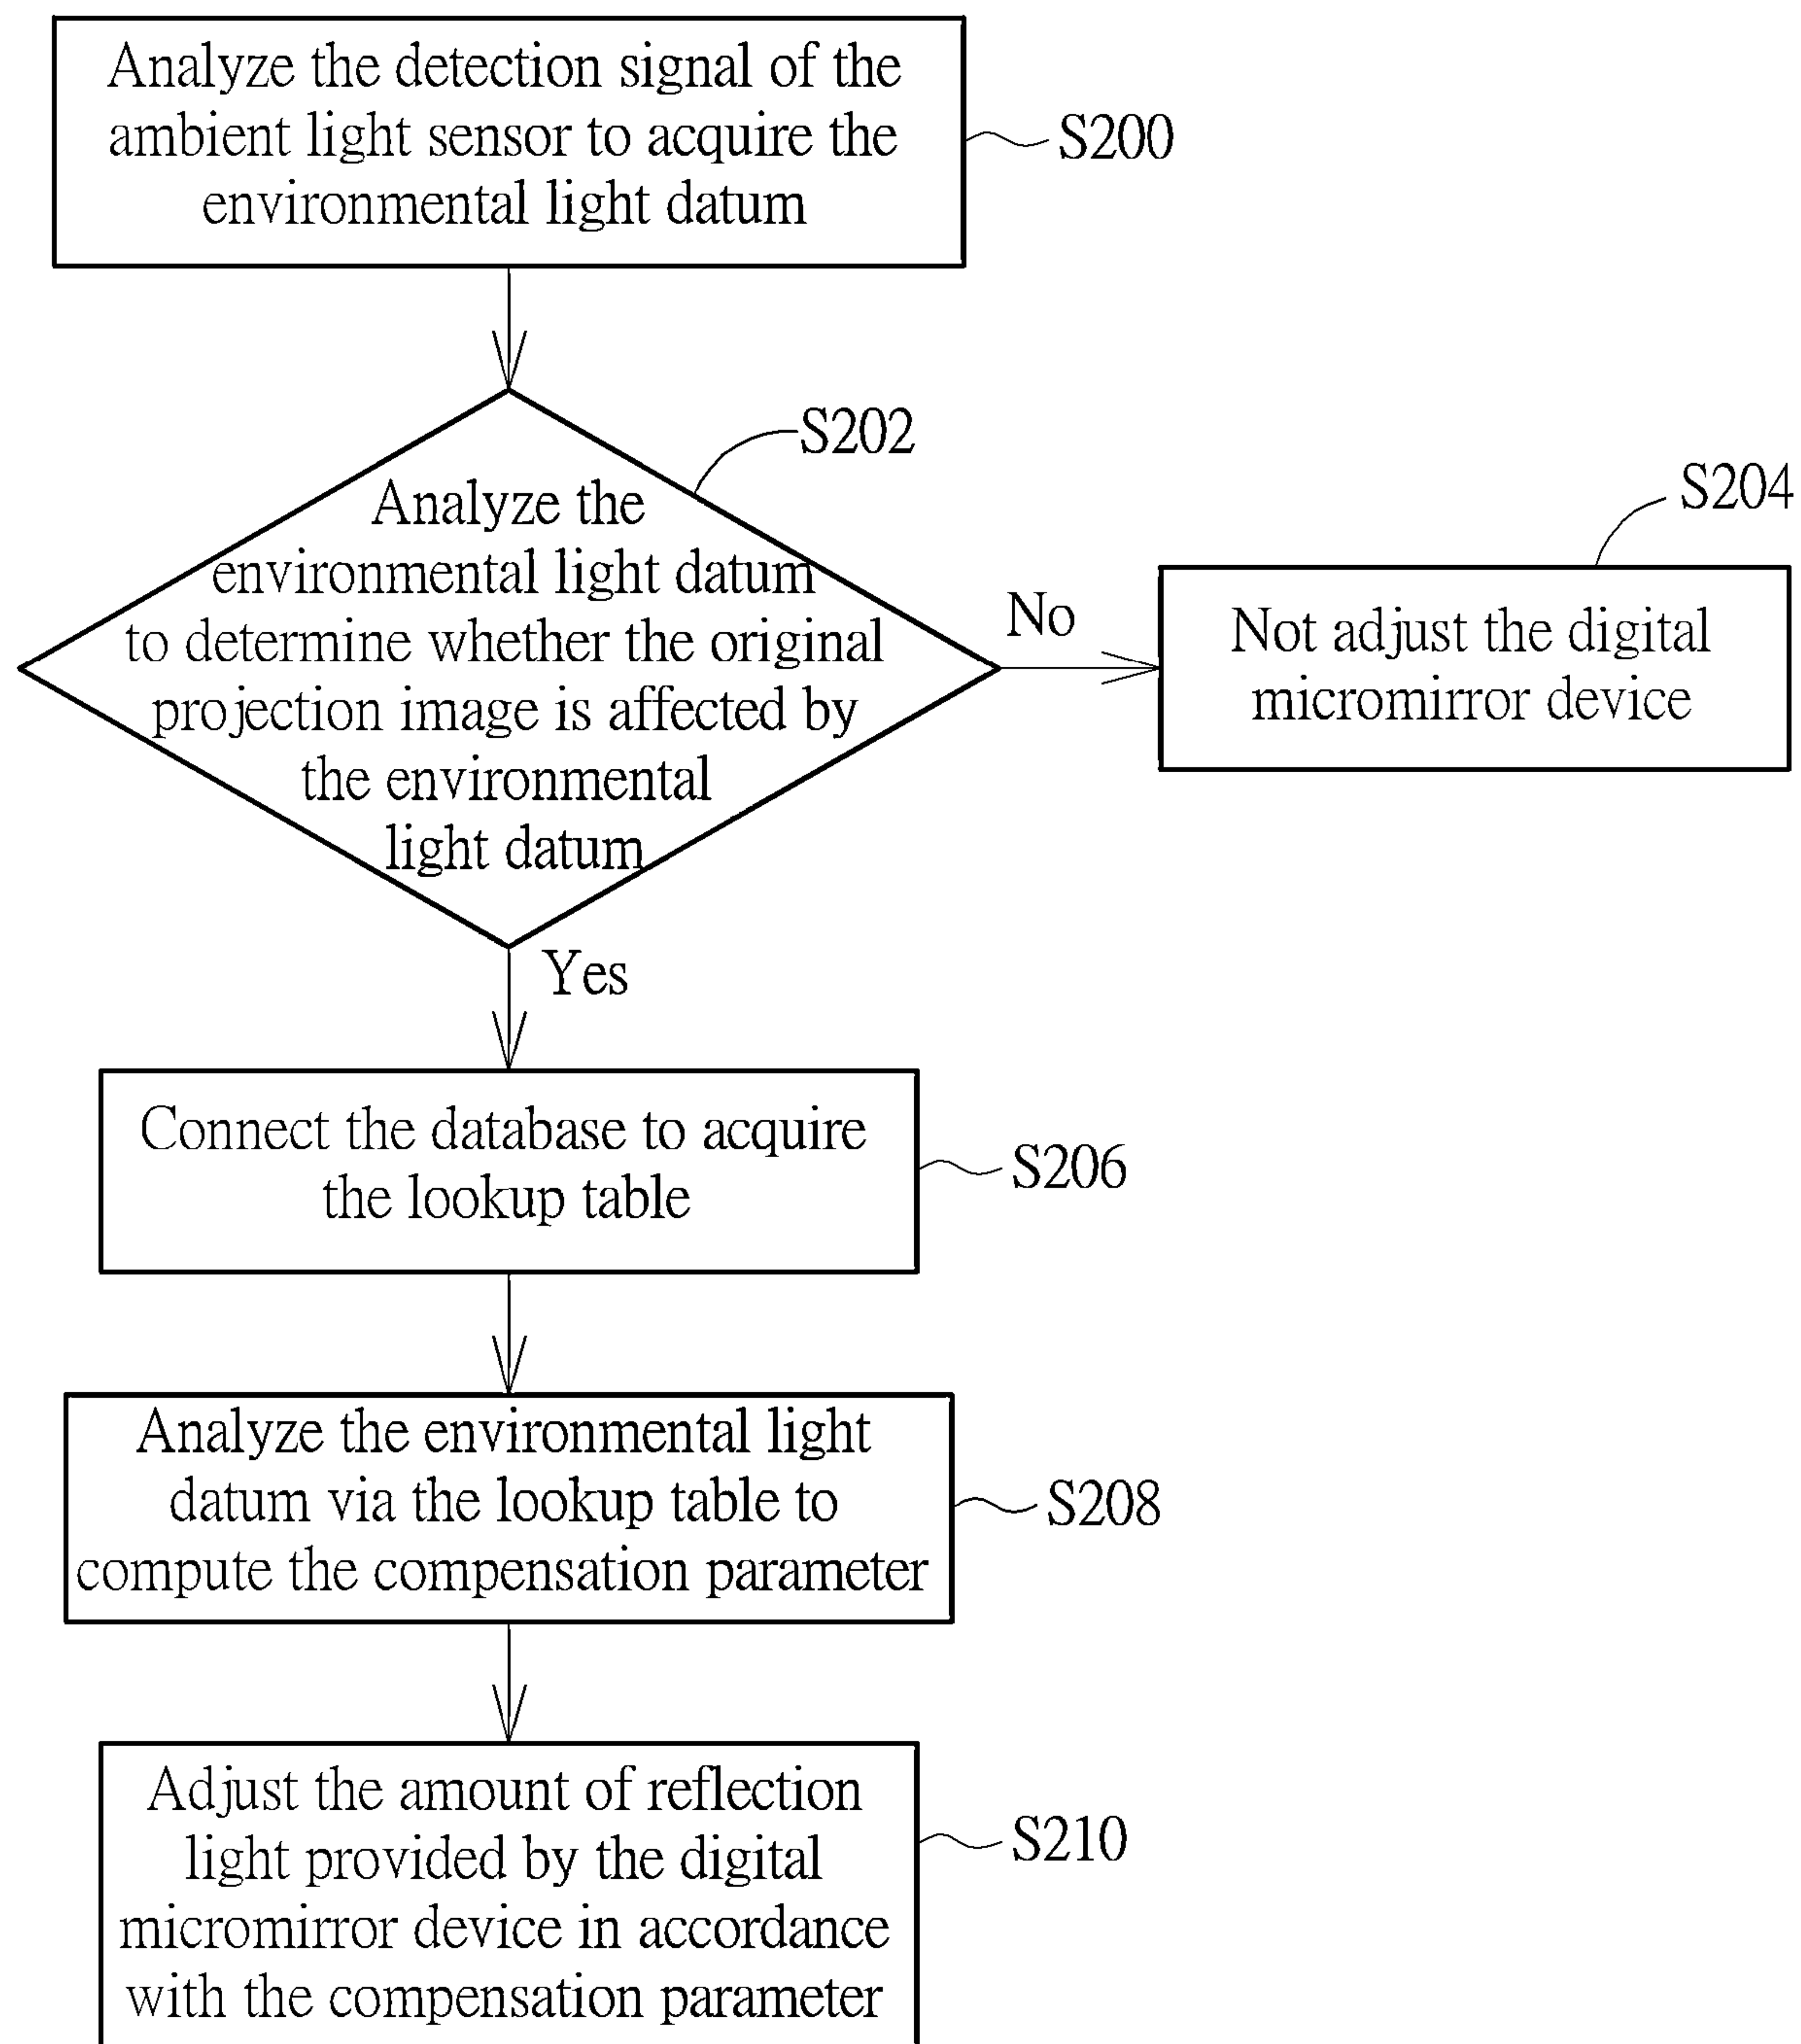 Analyze the detection signal of the
ambient light sensor to acquire the
environmental light datum
S200
S202
Analyze the
environmental light datum
to determine whether the original
projection image is affected by
the environmental
light datum
No
S204
Not adjust the digital
micromirror device
Yes
Connect the database to acquire
the lookup table
S206
Analyze the environmental light
datum via the lookup table to
compute the compensation parameter
S208
Adjust the amount of reflection
light provided by the digital
micromirror device in accordance
with the compensation parameter
S210